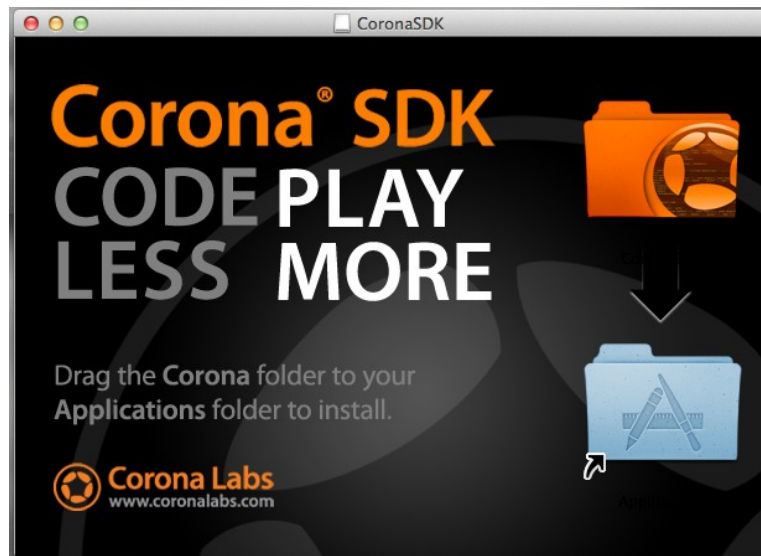 CoronaSDK
Corona® SDK
CODE PLAY
LESS MORE
Drag the Corona folder to your
Applications folder to install.
Corona Labs
www.coronalabs.com